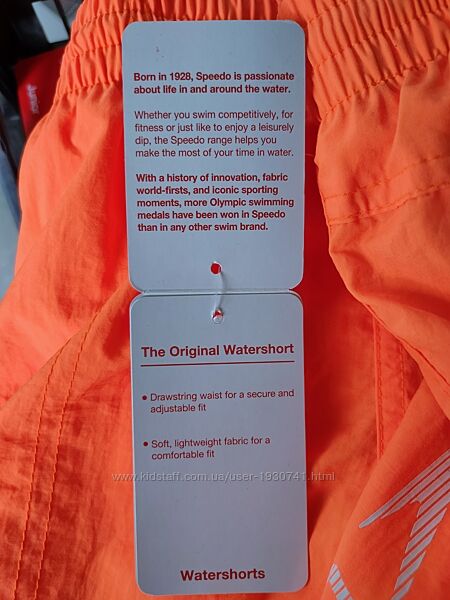 Born in 1928, Speedo is passionate
about life in and around the water.
Whether you swim competitively, for
fitness or just like to enjoy a leisurely
dip, the Speedo range helps you
make the most of your time in water.
With a history of innovation, fabric
world-firsts, and iconic sporting
moments, more Olympic swimming
medals have been won in Speedo
than in any other swim brand.
The Original Watershort
• Drawstring waist for a secure and
adjustable fit
• Soft, lightweight fabric for a
comfortable fit
www.kidstaff.com.ua/user-1930741.html
Watershorts